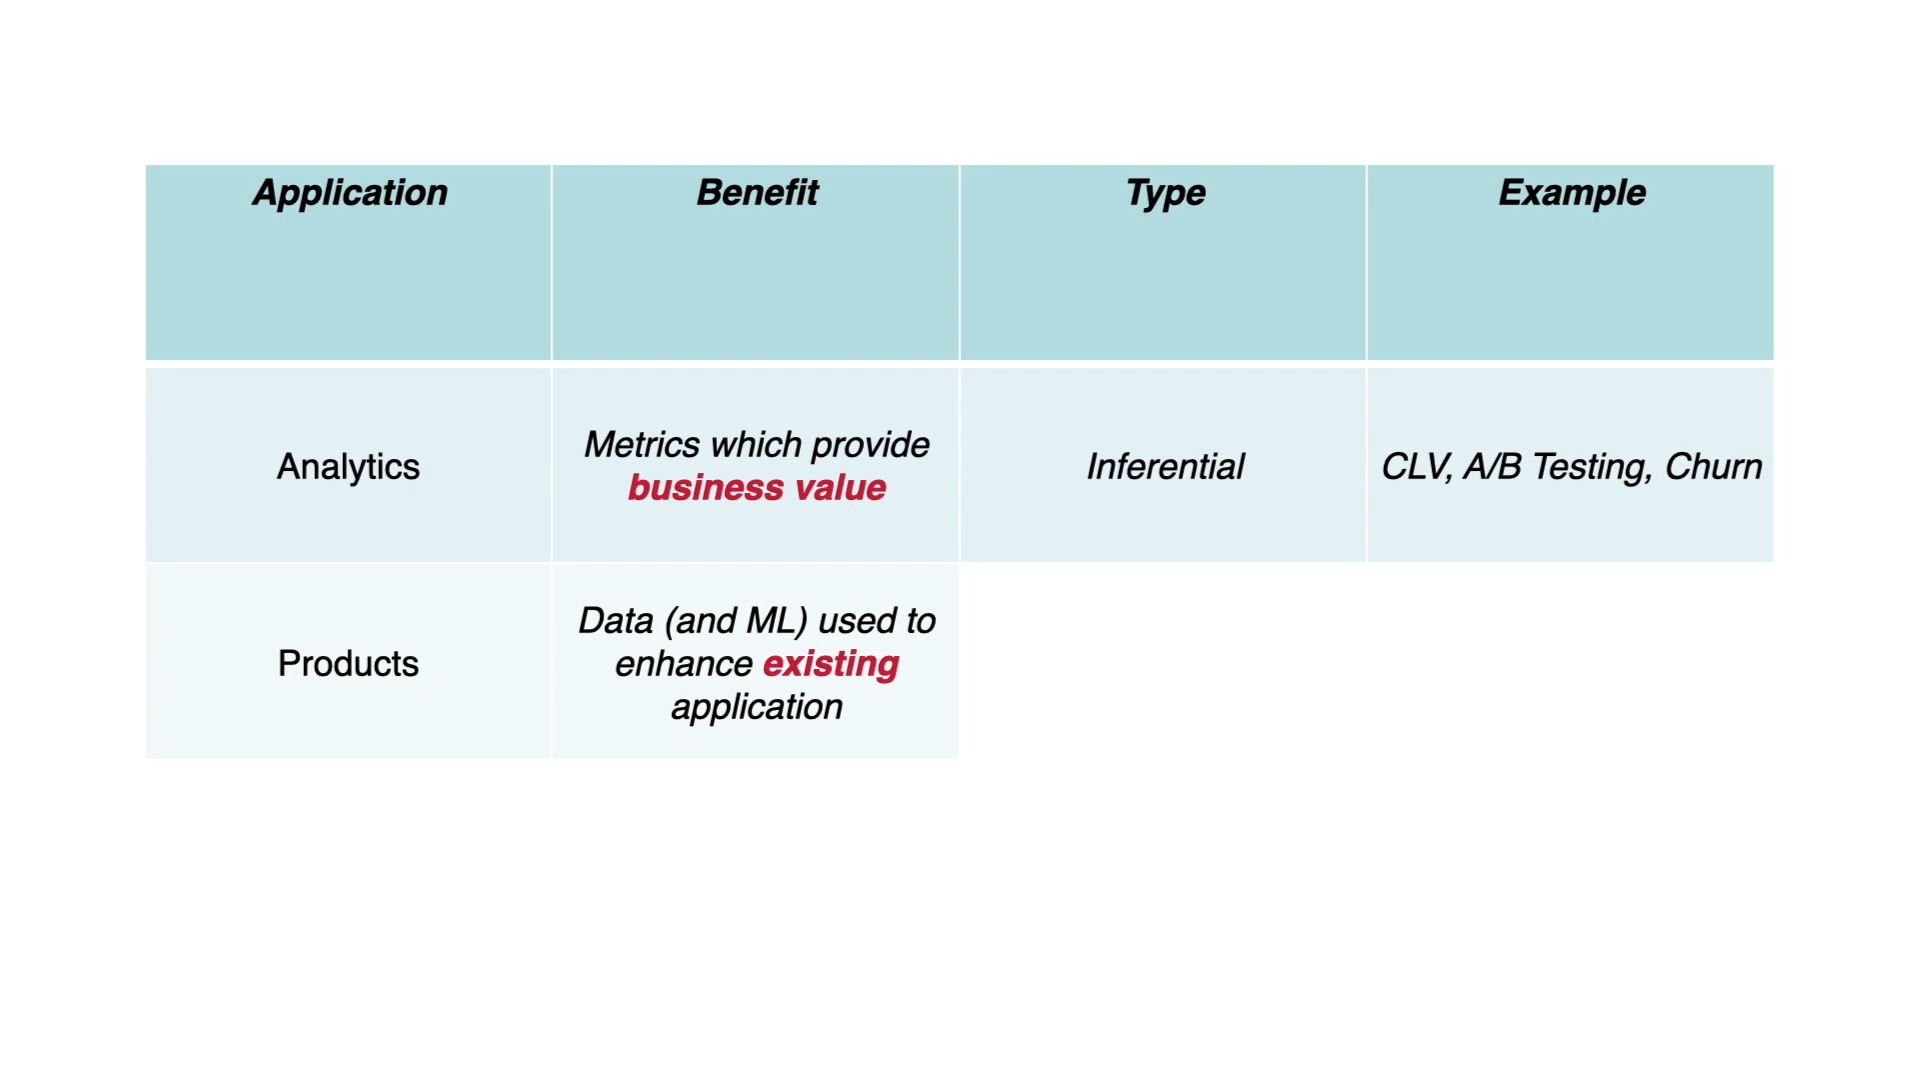 Application Benefit Type Example
Analytics
Metrics which provide
business value
Inferential
CLV, A/B Testing, Churn
Products
Data (and ML) used to
enhance existing
application